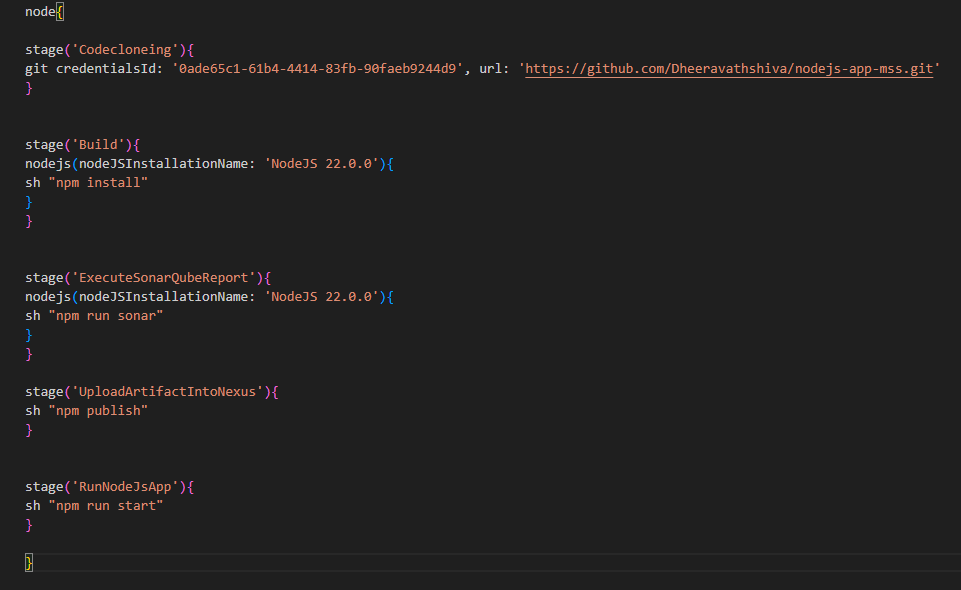 node{
stage('Codecloneing'){
git credentialsId: '0ade65c1-61b4-4414-83fb-90faeb9244d9', url: 'https://github.com/Dheeravathshiva/nodejs-app-mss.git'
}
stage('Build'){
nodejs(nodeJSInstallationName: 'NodeJS 22.0.0'){
sh "npm install"
}
}
stage('ExecuteSonarQubeReport'){
nodejs(nodeJSInstallationName: 'NodeJS 22.0.0'){
sh "npm run sonar"
}
}
stage('UploadArtifactIntoNexus'){
sh "npm publish"
}
stage('RunNodeJsApp'){
sh "npm run start"
}
}